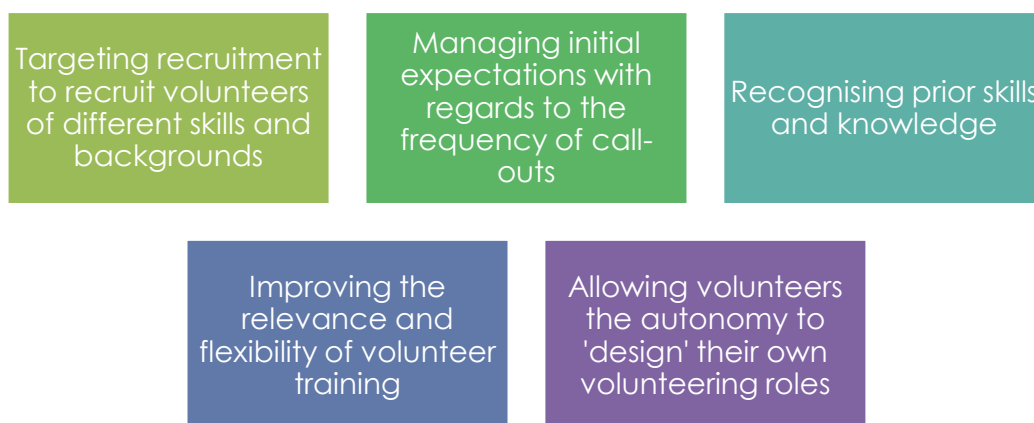 Targeting recruitment
to recruit volunteers
of different skills and
backgrounds
Managing initial
expectations with
regards to the
frequency of call-
outs
Recognising prior skills
and knowledge
Improving the
relevance and
flexibility of volunteer
training
Allowing volunteers
the autonomy to
'design' their own
volunteering roles